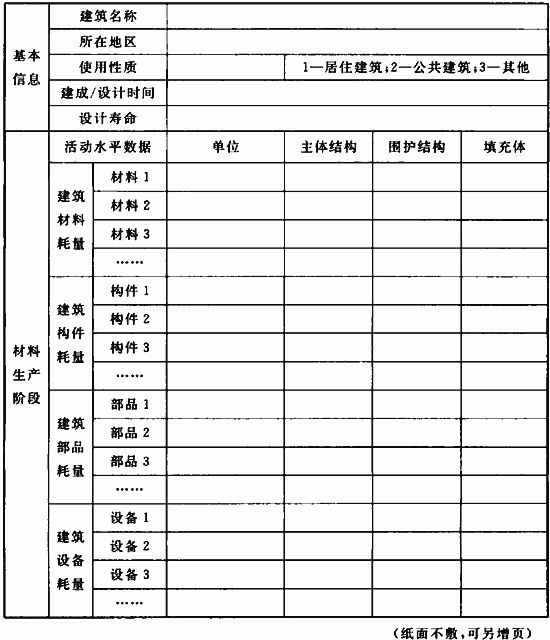 基本信息
建筑名称
所在地区
使用性质 1—居住建筑;2—公共建筑;3—其他
建成/设计时间
设计寿命
材料生产阶段
活动水平数据 单位 主体结构 围护结构 填充体
建筑材料耗量
材料 1
材料 2
材料 3
……
建筑构件耗量
构件 1
构件 2
构件 3
……
建筑部品耗量
部品 1
部品 2
部品 3
……
建筑设备耗量
设备 1
设备 2
设备 3
……
(纸面不敷,可另增页)